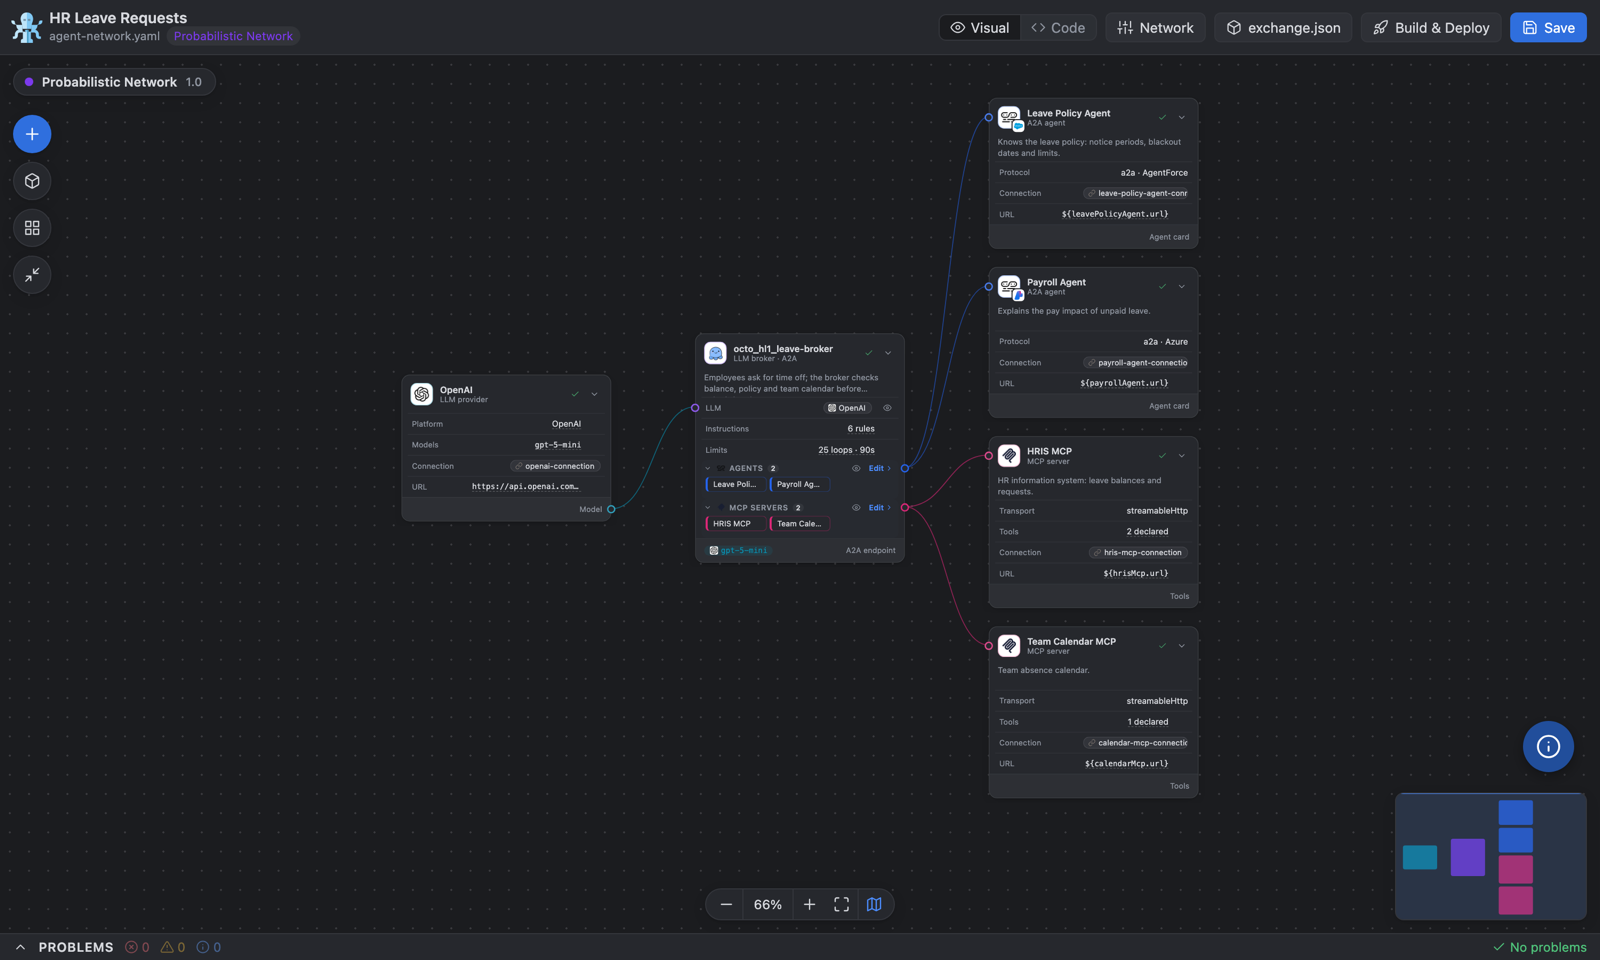 HR Leave Requests
agent-network.yaml Probabilistic Network
Visual
Code
Network
exchange.json
Build & Deploy
Save
Probabilistic Network 1.0
OpenAI
LLM provider
Platform OpenAI
Models gpt-5-mini
Connection openai-connection
URL https://api.openai.com…
Model
octo_hl1_leave-broker
LLM broker · A2A
Employees ask for time off; the broker checks
balance, policy and team calendar before…
LLM OpenAI
Instructions 6 rules
Limits 25 loops · 90s
AGENTS 2 Edit
Leave Poli… Payroll Ag…
MCP SERVERS 2 Edit
HRIS MCP Team Cale…
gpt-5-mini A2A endpoint
Leave Policy Agent
A2A agent
Knows the leave policy: notice periods, blackout
dates and limits.
Protocol a2a · AgentForce
Connection leave-policy-agent-conn
URL ${leavePolicyAgent.url}
Agent card
Payroll Agent
A2A agent
Explains the pay impact of unpaid leave.
Protocol a2a · Azure
Connection payroll-agent-connectio
URL ${payrollAgent.url}
Agent card
HRIS MCP
MCP server
HR information system: leave balances and
requests.
Transport streamableHttp
Tools 2 declared
Connection hris-mcp-connection
URL ${hrisMcp.url}
Tools
Team Calendar MCP
MCP server
Team absence calendar.
Transport streamableHttp
Tools 1 declared
Connection calendar-mcp-connectic
URL ${calendarMcp.url}
Tools
66%
PROBLEMS 0 0 0
No problems